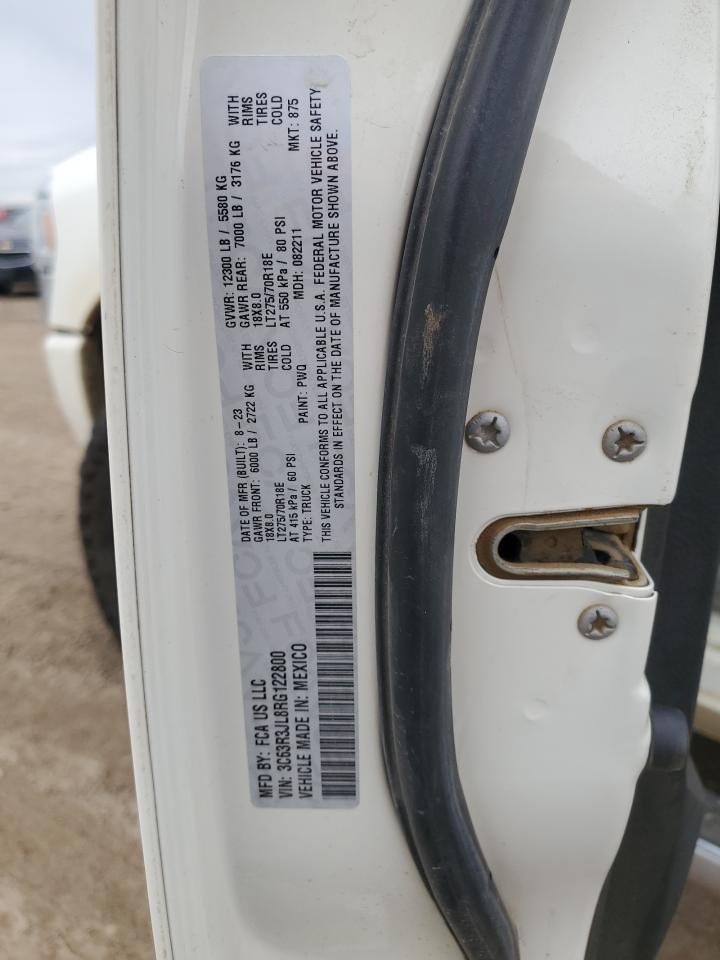 MFD BY: FCA US LLC
VIN: 3C63R3JL8RG122800
VEHICLE MADE IN: MEXICO
DATE OF MFR (BUILT): 8-23
GAWR FRONT: 6000 LB / 2722 KG WITH
18X8.0 RIMS
LT275/70R18E TIRES
AT 415 kPa / 60 PSI COLD
TYPE: TRUCK PAINT: PWQ
GVWR: 12300 LB / 5580 KG
GAWR REAR: 7000 LB / 3176 KG WITH
18X8.0 RIMS
LT275/70R18E TIRES
AT 550 kPa / 80 PSI COLD
MDH: 082211 MKT: 875
THIS VEHICLE CONFORMS TO ALL APPLICABLE U.S.A. FEDERAL MOTOR VEHICLE SAFETY
STANDARDS IN EFFECT ON THE DATE OF MANUFACTURE SHOWN ABOVE.